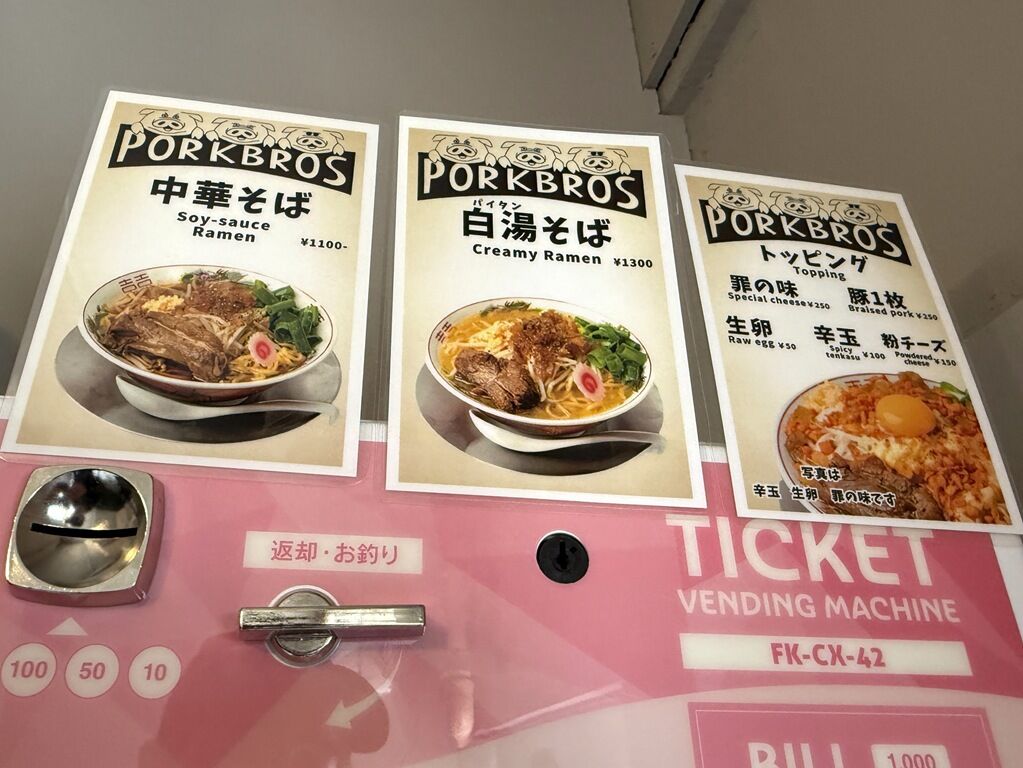 PORKBROS
中華そば
Soy-sauce
Ramen
¥1100-
PORKBROS
パイタン
白湯そば
Creamy Ramen ¥1300
PORKBROS
トッピング
Topping
罪の味
Special cheese ¥250
豚1枚
Braised pork ¥250
生卵
Raw egg ¥50
辛玉
Spicy
tenkasu ¥100
粉チーズ
Powdered
cheese ¥150
写真は
辛玉 生卵 罪の味です
返却・お釣り
100
50
10
TICKET
VENDING MACHINE
FK-CX-42
BILL
1,000